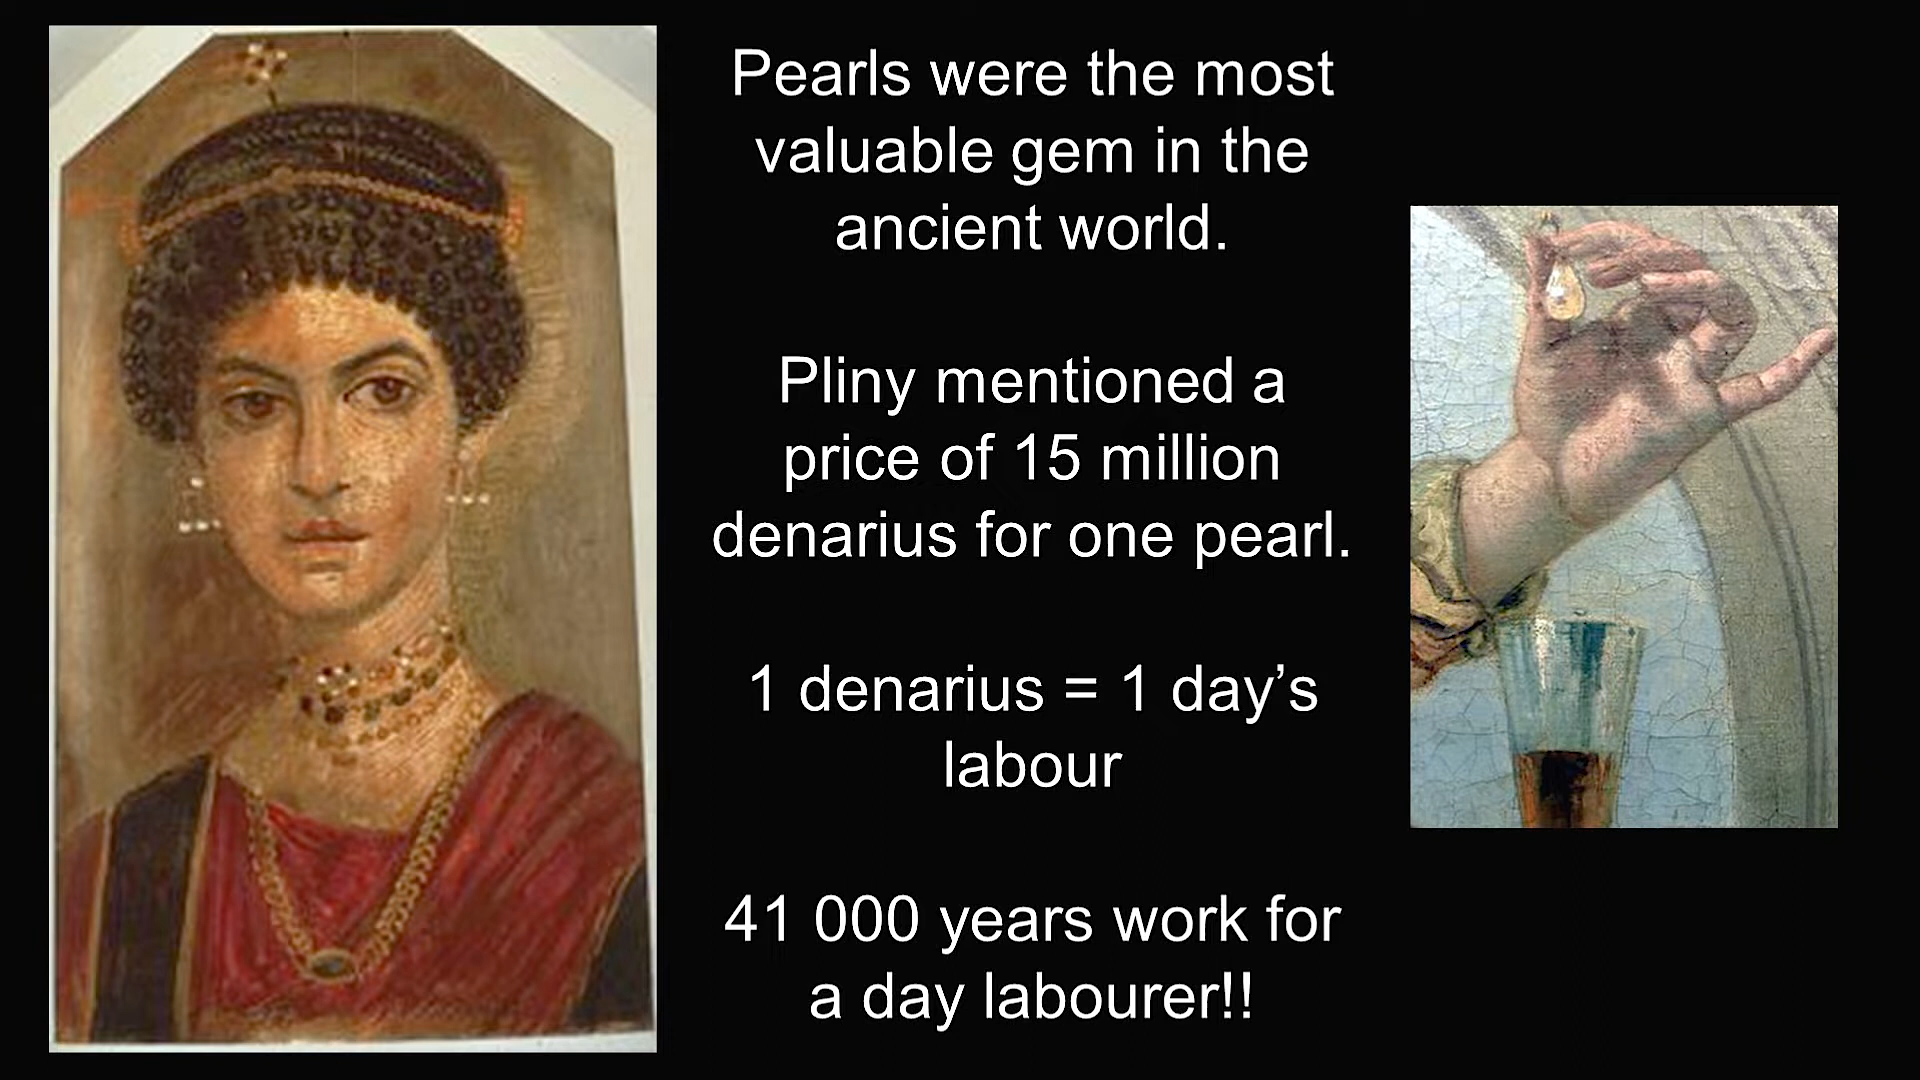 Pearls were the most
valuable gem in the
ancient world.
Pliny mentioned a
price of 15 million
denarius for one pearl.
1 denarius = 1 day’s
labour
41 000 years work for
a day labourer!!